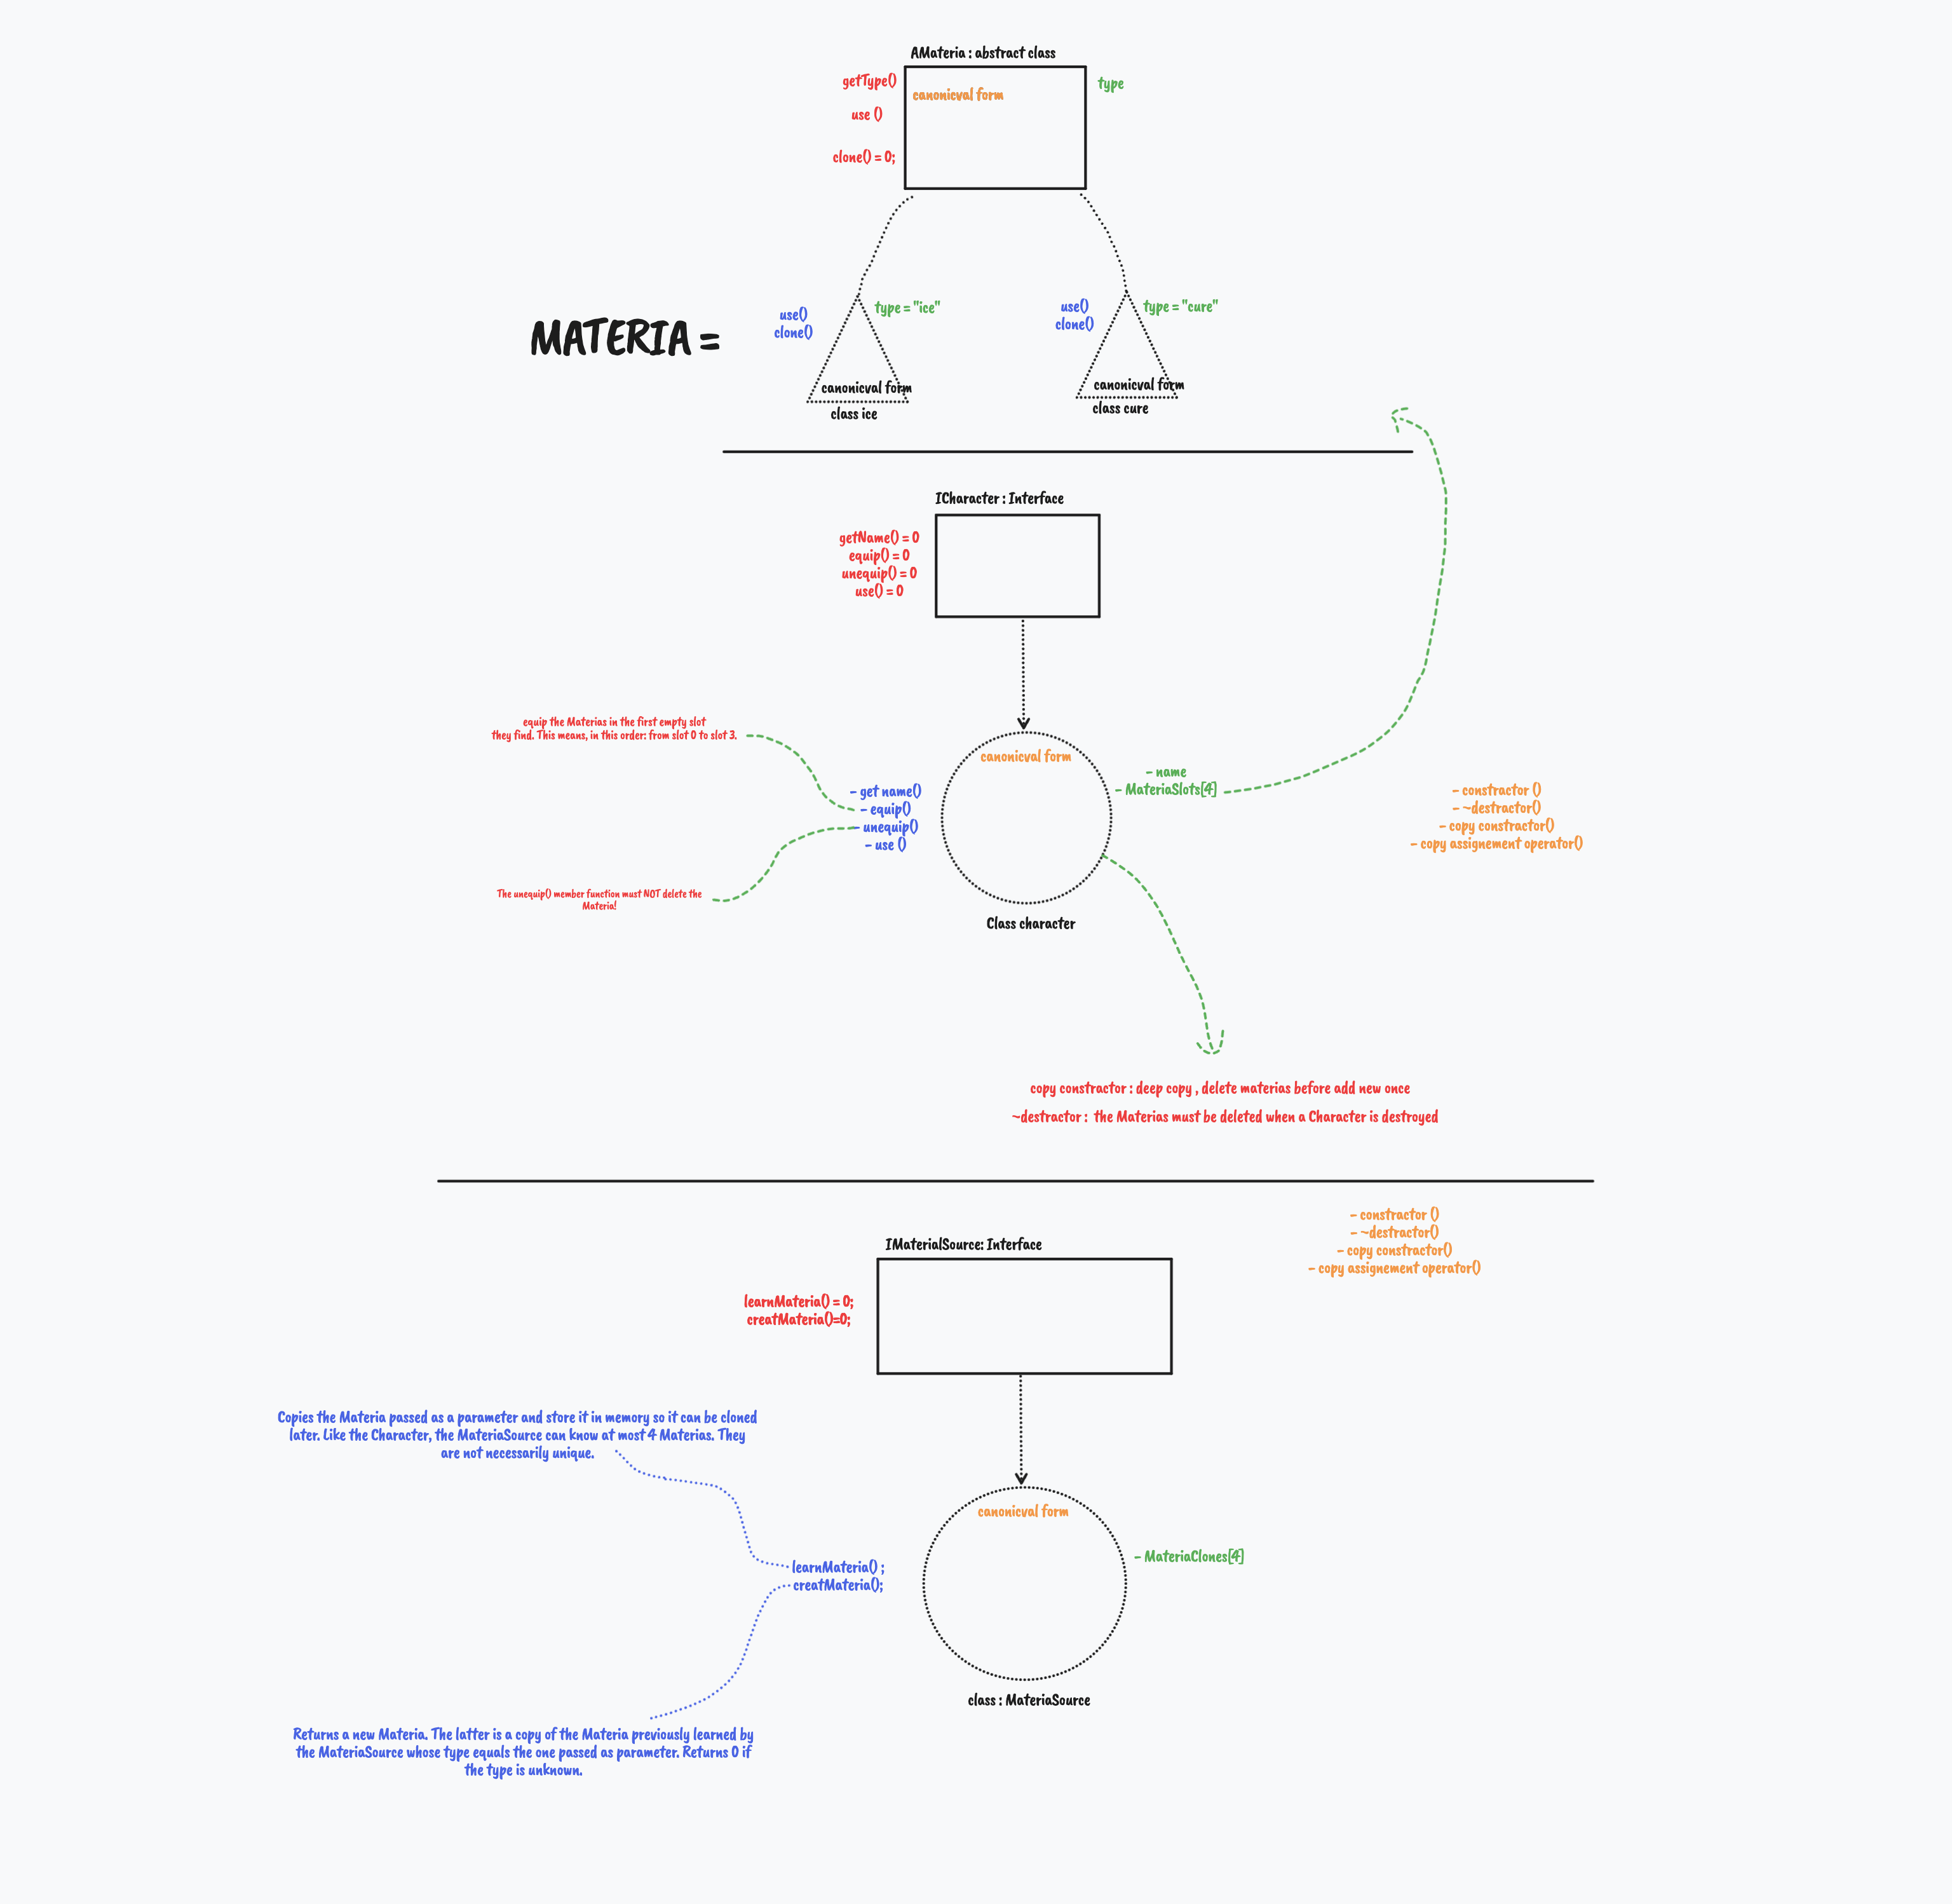 AMateria : abstract class
getType()
canonicval form
type
use ()
clone() = 0;
MATERIA =
use()
clone()
type = "ice"
canonicval form
class ice
use()
clone()
type = "cure"
canonicval form
class cure
ICharacter : Interface
getName() = 0
equip() = 0
unequip() = 0
use() = 0
equip the Materias in the first empty slot
they find. This means, in this order: from slot 0 to slot 3.
canonicval form
- name
- MateriaSlots[4]
- get name()
- equip()
- unequip()
- use ()
- constractor ()
- ~destractor()
- copy constractor()
- copy assignement operator()
The unequip() member function must NOT delete the
Materia!
Class character
copy constractor : deep copy , delete materias before add new once
~destractor : the Materias must be deleted when a Character is destroyed
- constractor ()
- ~destractor()
- copy constractor()
- copy assignement operator()
IMaterialSource: Interface
learnMateria() = 0;
creatMateria()=0;
Copies the Materia passed as a parameter and store it in memory so it can be cloned
later. Like the Character, the MateriaSource can know at most 4 Materias. They
are not necessarily unique.
canonicval form
- MateriaClones[4]
learnMateria() ;
creatMateria();
class : MateriaSource
Returns a new Materia. The latter is a copy of the Materia previously learned by
the MateriaSource whose type equals the one passed as parameter. Returns 0 if
the type is unknown.